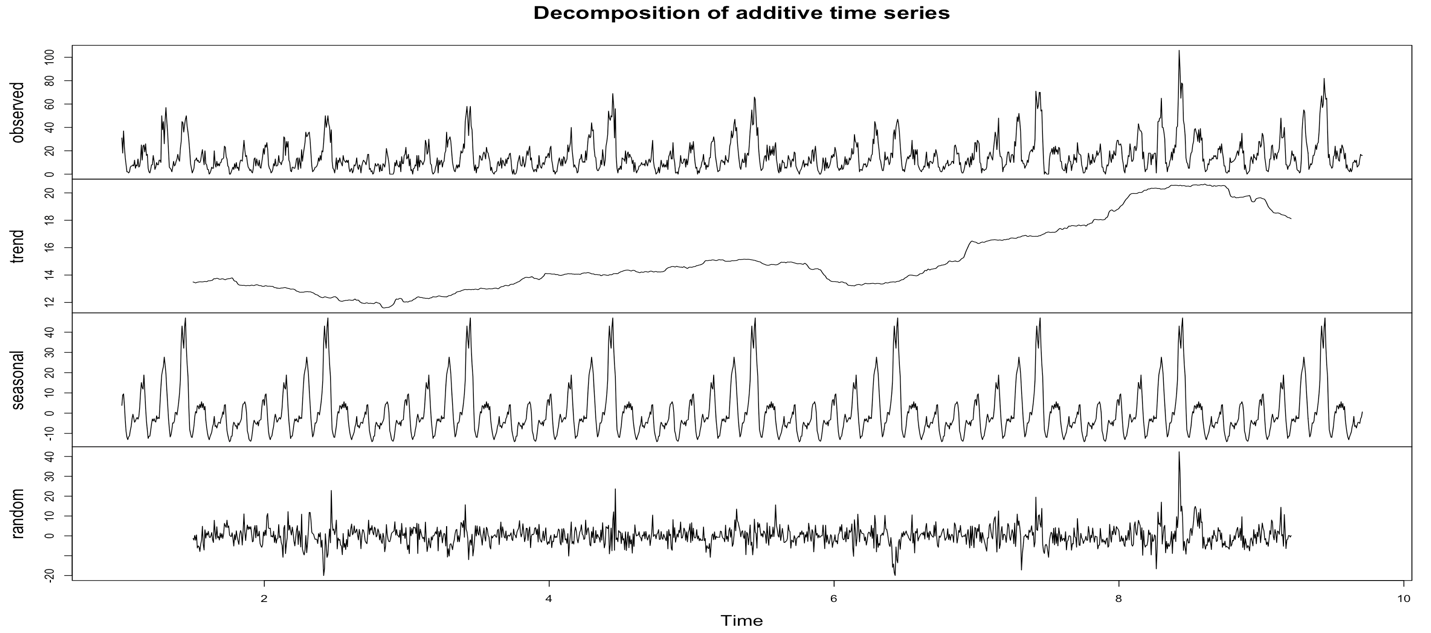 Decomposition of additive time series
observed
0 20 40 60 80 100
trend
12 14 16 18 20
seasonal
-10 0 10 20 30 40
random
-20 0 10 20 30 40
2 4 6 8 10
Time